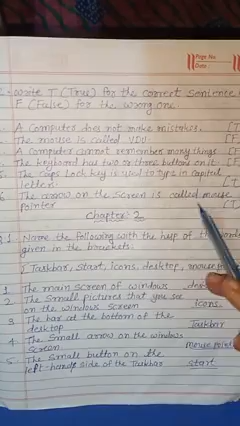 Page No.
Date
Write T (True) for the correct sentence
F (False) for the wrong one.
A Computer does not make mistakes. (T
The mouse is called VDU. (F
A Computer cannot remember many things (F
The keyboard has two or three buttons on it. (F
The Caps Lock key is used to type in capital
letters. (T
6 The arrow on the screen is called mouse
pointer (T
Chapter: 2
Q 1. Name the following with the help of the words
given in the brackets:
( Taskbar, start, icons, desktop, mouse
1 The main screen of windows
2 The small pictures that you see
on the windows screen icons.
3 The bar at the bottom of the
desktop Taskbar
4. The small arrow on the windows
screen. mouse
5. The small button on the
left-hand side of the Taskbar start